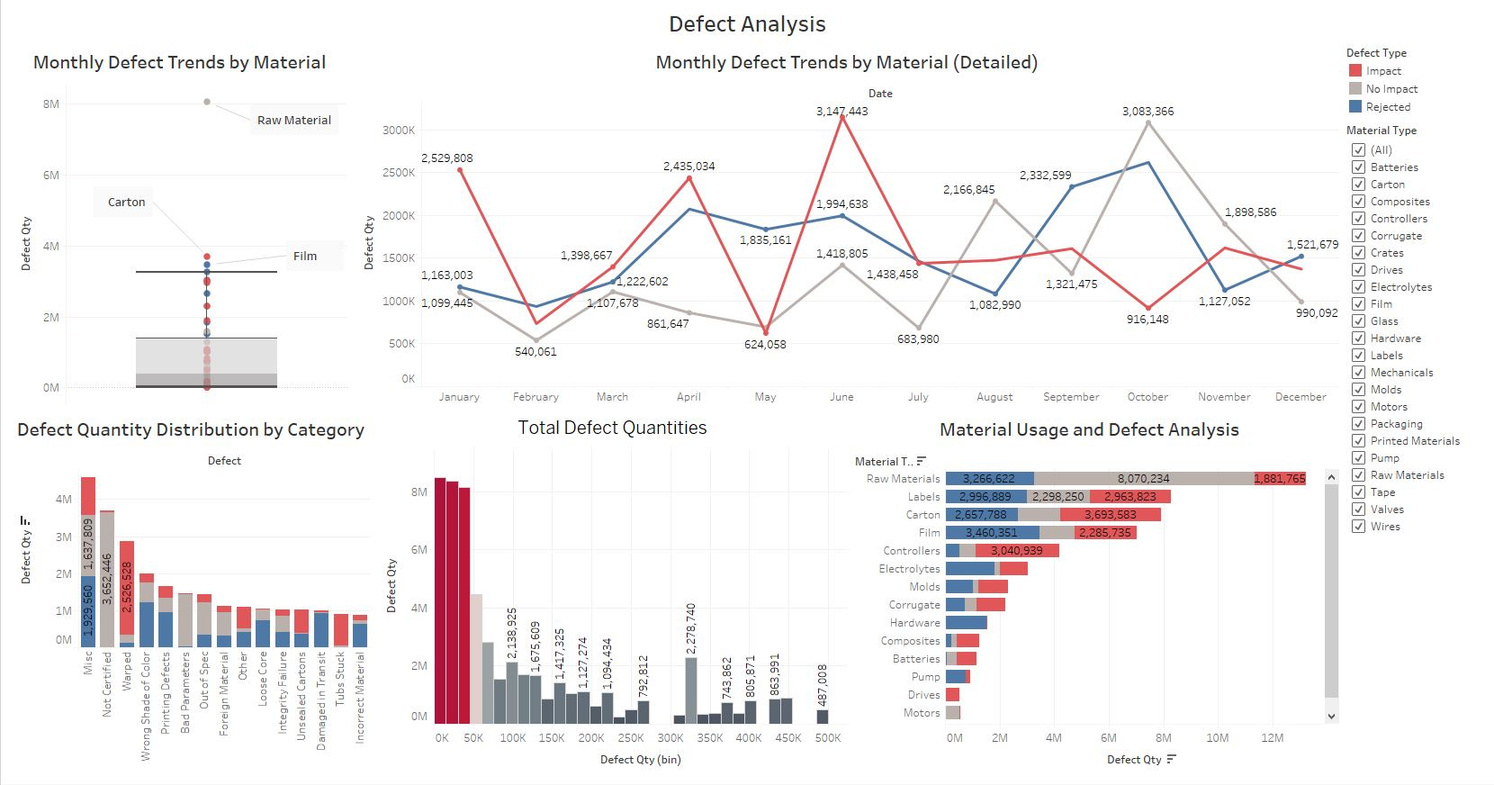 Defect Analysis
Monthly Defect Trends by Material
8M
6M
4M
2M
0M
Defect Qty
Raw Material
Carton
Film
Monthly Defect Trends by Material (Detailed)
Date
3000K
2500K
2000K
1500K
1000K
500K
0K
Defect Qty
2,529,808
1,163,003
1,099,445
540,061
1,398,667
1,222,602
1,107,678
2,435,034
861,647
1,835,161
624,058
3,147,443
1,994,638
1,418,805
1,438,458
683,980
2,166,845
1,082,990
2,332,599
1,321,475
3,083,366
916,148
1,898,586
1,127,052
1,521,679
990,092
January February March April May June July August September October November December
Defect Type
Impact
No Impact
Rejected
Material Type
(All)
Batteries
Carton
Composites
Controllers
Corrugate
Crates
Drives
Electrolytes
Film
Glass
Hardware
Labels
Mechanicals
Molds
Motors
Packaging
Printed Materials
Pump
Raw Materials
Tape
Valves
Wires
Defect Quantity Distribution by Category
Defect
4M
3M
2M
1M
0M
Defect Qty
1,637,809
1,929,560
3,652,446
2,526,528
Misc
Not Certified
Warped
Wrong Shade of Color
Printing Defects
Bad Parameters
Out of Spec
Foreign Material
Other
Loose Core
Integrity Failure
Unsealed Cartons
Damaged in Transit
Tubs Stuck
Incorrect Material
Total Defect Quantities
8M
6M
4M
2M
0M
Defect Qty
2,138,925
1,675,609
1,417,325
1,127,274
1,094,434
792,812
2,278,740
743,862
805,871
863,991
487,008
0K 50K 100K 150K 200K 250K 300K 350K 400K 450K 500K
Defect Qty (bin)
Material Usage and Defect Analysis
Material T..
Raw Materials 3,266,622 8,070,234 1,881,765
Labels 2,996,889 2,298,250 2,963,823
Carton 2,657,788 3,693,583
Film 3,460,351 2,285,735
Controllers 3,040,939
Electrolytes
Molds
Corrugate
Hardware
Composites
Batteries
Pump
Drives
Motors
0M 2M 4M 6M 8M 10M 12M
Defect Qty